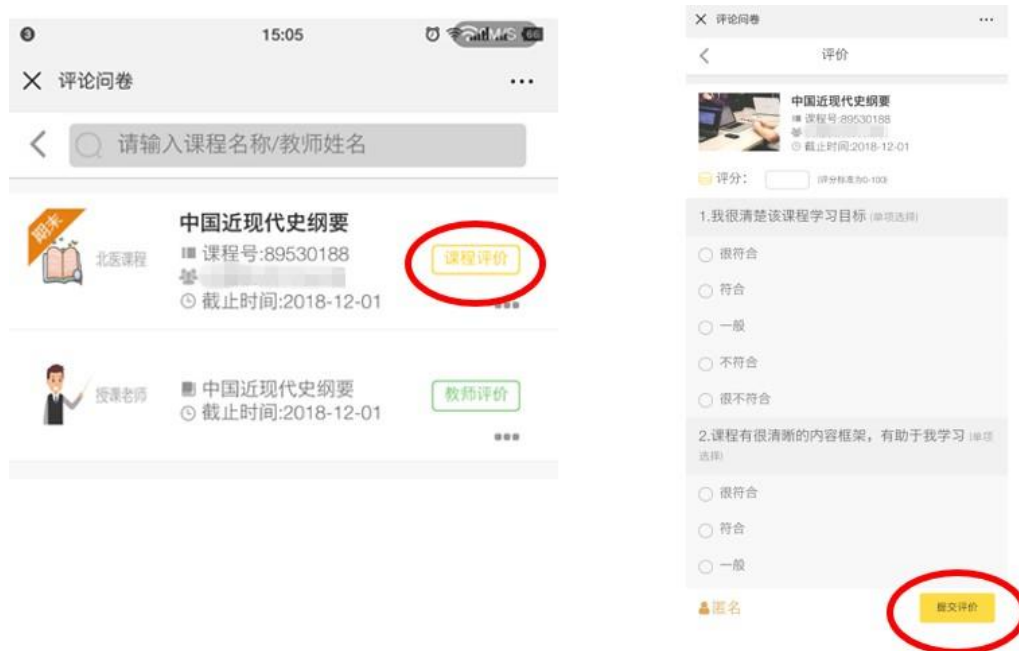 15:05
66
评论问卷
请输入课程名称/教师姓名
期末
中国近现代史纲要
北医课程
课程号:89530188
课程评价
截止时间:2018-12-01
授课老师
中国近现代史纲要
教师评价
截止时间:2018-12-01
评论问卷
评价
中国近现代史纲要
课程号:89530188
截止时间:2018-12-01
评分:
(评分标准为0-100)
1.我很清楚该课程学习目标 (单项选择)
很符合
符合
一般
不符合
很不符合
2.课程有很清晰的内容框架，有助于我学习 (单项
选择)
很符合
符合
一般
匿名
提交评价